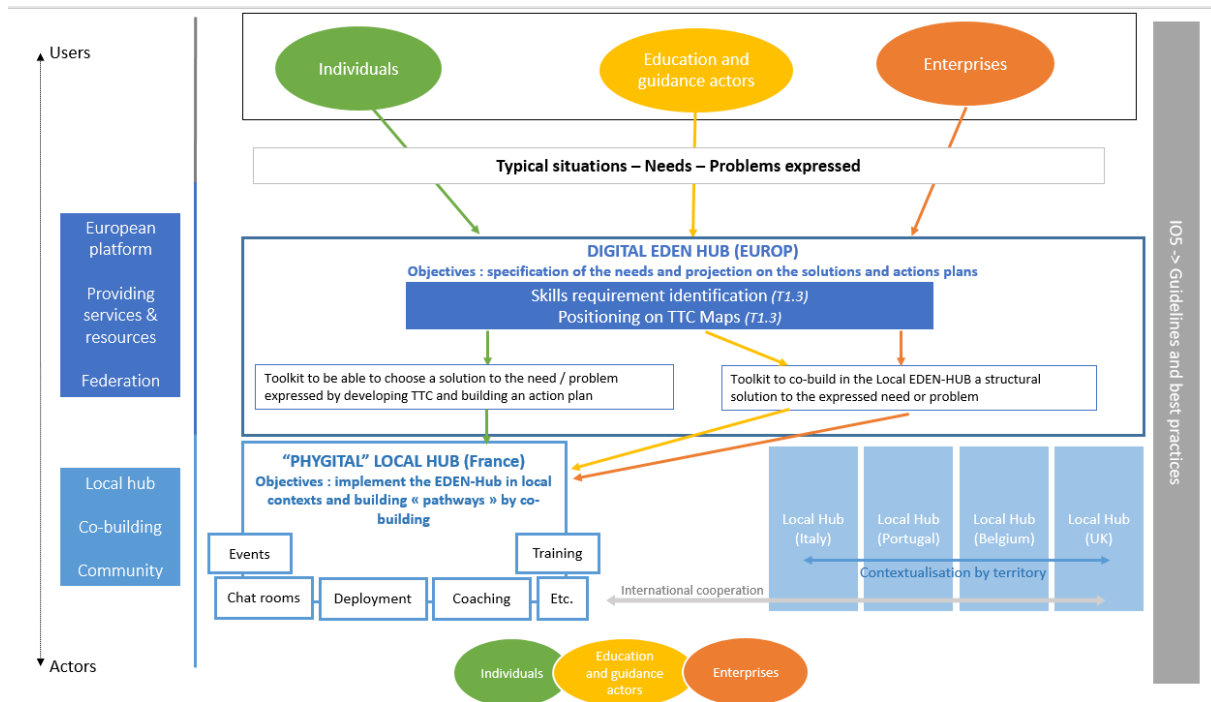 Users
Individuals
Education and
guidance actors
Enterprises
Typical situations – Needs – Problems expressed
European
platform
Providing
services &
resources
Federation
DIGITAL EDEN HUB (EUROP)
Objectives : specification of the needs and projection on the solutions and actions plans
Skills requirement identification (T1.3)
Positioning on TTC Maps (T1.3)
Toolkit to be able to choose a solution to the need / problem
expressed by developing TTC and building an action plan
Toolkit to co-build in the Local EDEN-HUB a structural
solution to the expressed need or problem
IO5 -> Guidelines and best practices
Local hub
Co-building
Community
“PHYGITAL” LOCAL HUB (France)
Objectives : implement the EDEN-Hub in local
contexts and building « pathways » by co-
building
Events
Training
Chat rooms
Deployment
Coaching
Etc.
Local Hub
(Italy)
Local Hub
(Portugal)
Local Hub
(Belgium)
Local Hub
(UK)
Contextualisation by territory
International cooperation
Actors
Individuals
Education
and guidance
actors
Enterprises